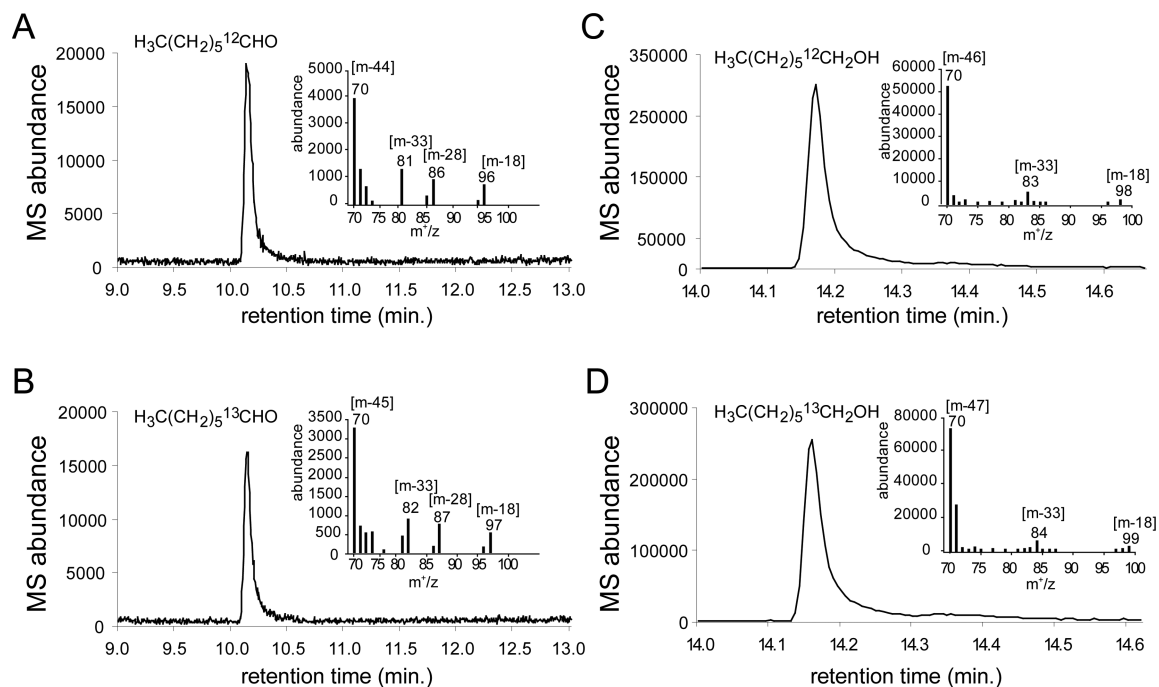 A
H3C(CH2)5¹²CHO
MS abundance
20000
15000
10000
5000
0
9.0 9.5 10.0 10.5 11.0 11.5 12.0 12.5 13.0
retention time (min.)
abundance
5000
4000
3000
2000
1000
0
[m-44]
70
[m-33]
81
[m-28]
86
[m-18]
96
70 75 80 85 90 95 100
m⁺/z
C
H3C(CH2)5¹²CH2OH
MS abundance
350000
250000
150000
50000
0
14.0 14.1 14.2 14.3 14.4 14.5 14.6
retention time (min.)
abundance
60000
50000
40000
30000
20000
10000
0
[m-46]
70
[m-33]
83
[m-18]
98
70 75 80 85 90 95 100
m⁺/z
B
H3C(CH2)5¹³CHO
MS abundance
20000
15000
10000
5000
0
9.0 9.5 10.0 10.5 11.0 11.5 12.0 12.5 13.0
retention time (min.)
abundance
3500
3000
2500
2000
1500
1000
500
0
[m-45]
70
[m-33]
82
[m-28]
87
[m-18]
97
70 75 80 85 90 95 100
m⁺/z
D
H3C(CH2)5¹³CH2OH
MS abundance
300000
200000
100000
0
14.0 14.1 14.2 14.3 14.4 14.5 14.6
retention time (min.)
abundance
80000
60000
40000
20000
0
[m-47]
70
[m-33]
84
[m-18]
99
70 75 80 85 90 95 100
m⁺/z